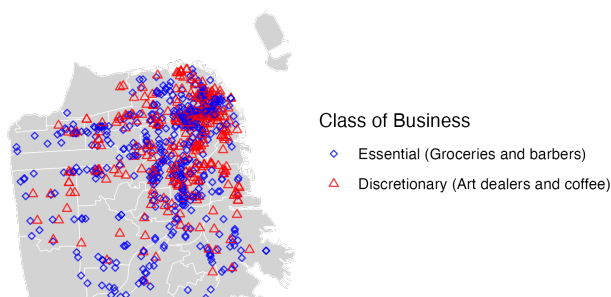 Class of Business
Essential (Groceries and barbers)
Discretionary (Art dealers and coffee)